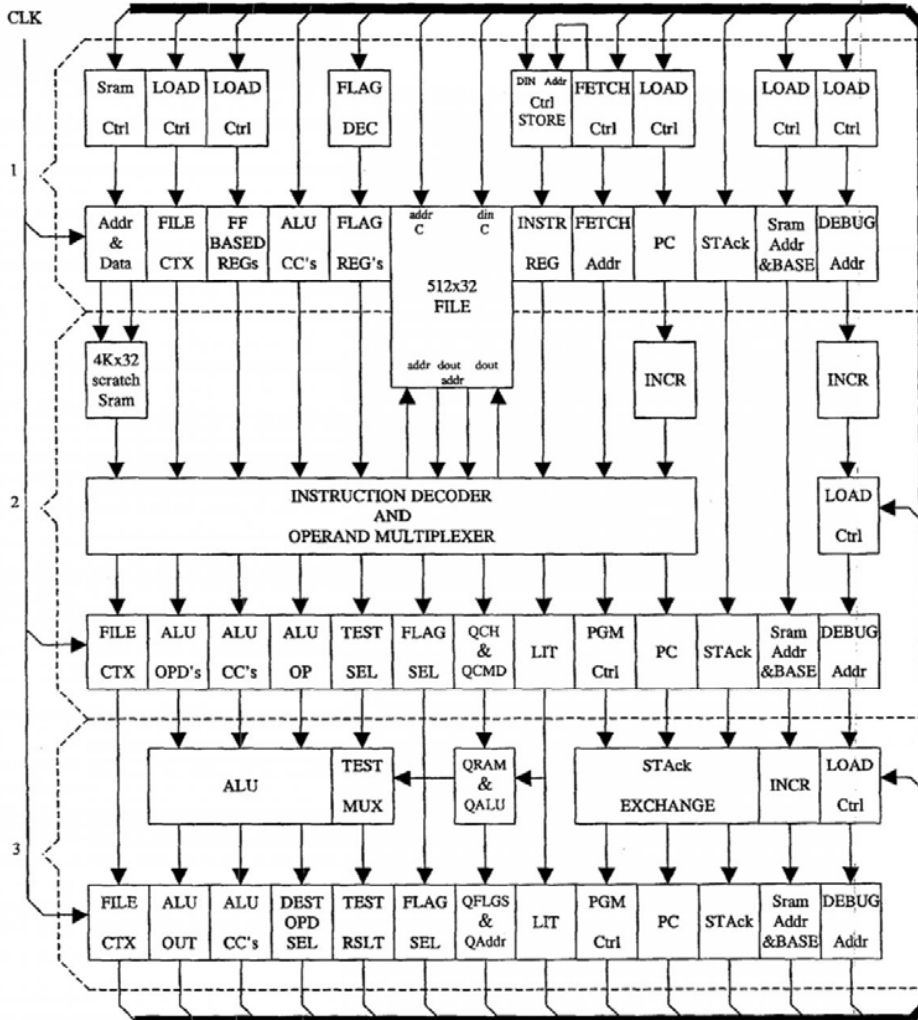 CLK
Sram LOAD LOAD FLAG DIN Addr FETCH LOAD LOAD LOAD
Ctrl Ctrl Ctrl DEC Ctrl STORE Ctrl Ctrl Ctrl Ctrl
1
Addr & Data
FILE CTX
FF BASED REGs
ALU CC's
FLAG REG's
addr C
din C
512x32 FILE
addr dout dout
addr
INSTR REG
FETCH Addr
PC
STAck
Sram Addr &BASE
DEBUG Addr
4Kx32
scratch
Sram
INCR
INCR
2
INSTRUCTION DECODER
AND
OPERAND MULTIPLEXER
LOAD
Ctrl
FILE CTX
ALU OPD's
ALU CC's
ALU OP
TEST SEL
FLAG SEL
QCH & QCMD
LIT
PGM Ctrl
PC
STAck
Sram Addr &BASE
DEBUG Addr
3
ALU
TEST MUX
QRAM & QALU
STAck
EXCHANGE
INCR
LOAD Ctrl
FILE CTX
ALU OUT
ALU CC's
DEST OPD SEL
TEST RSLT
FLAG SEL
QFLGS & QAddr
LIT
PGM Ctrl
PC
STAck
Sram Addr &BASE
DEBUG Addr